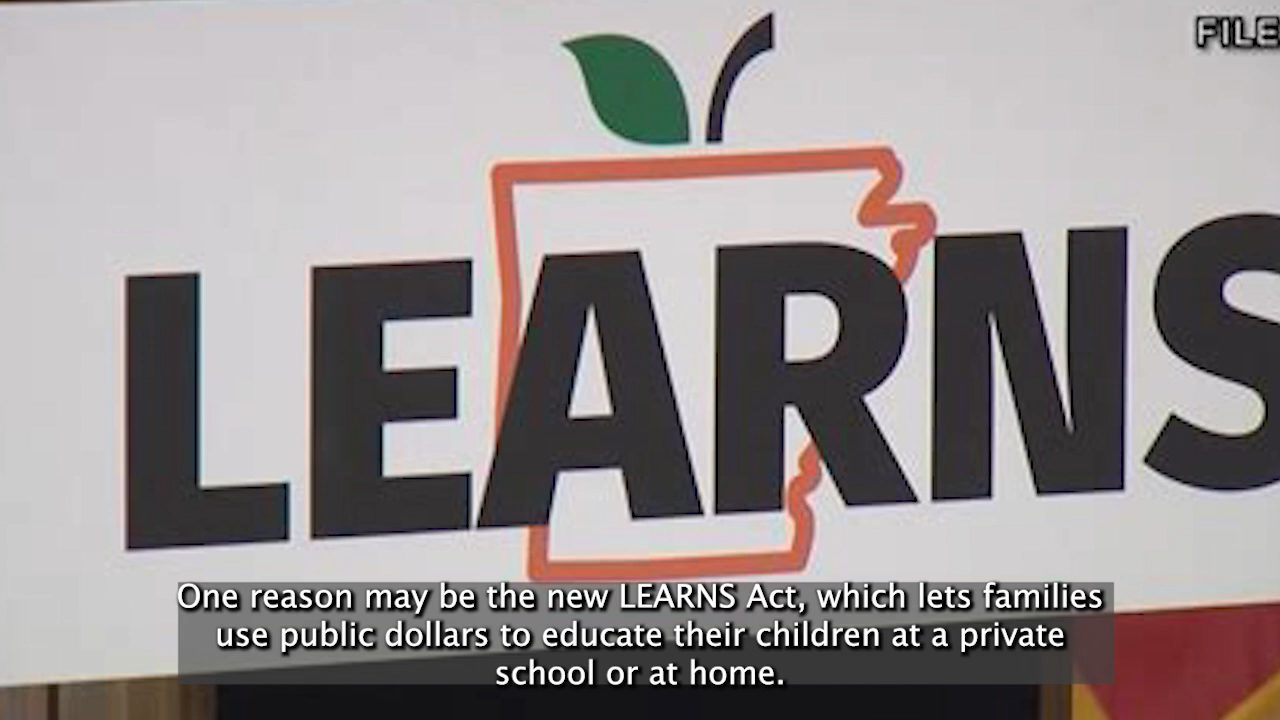 FILE
LEARNS
One reason may be the new LEARNS Act, which lets families
use public dollars to educate their children at a private
school or at home.